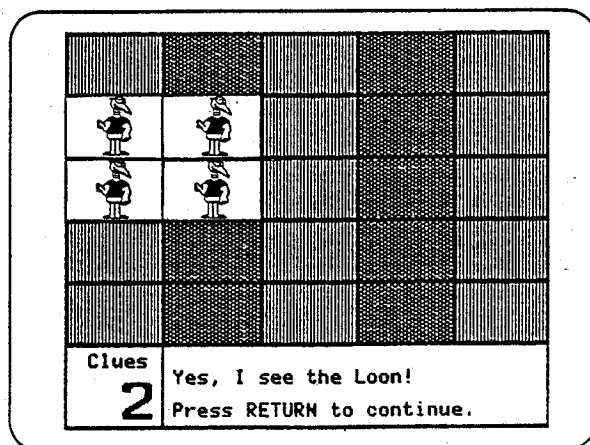 Clues
2
Yes, I see the Loon!
Press RETURN to continue.